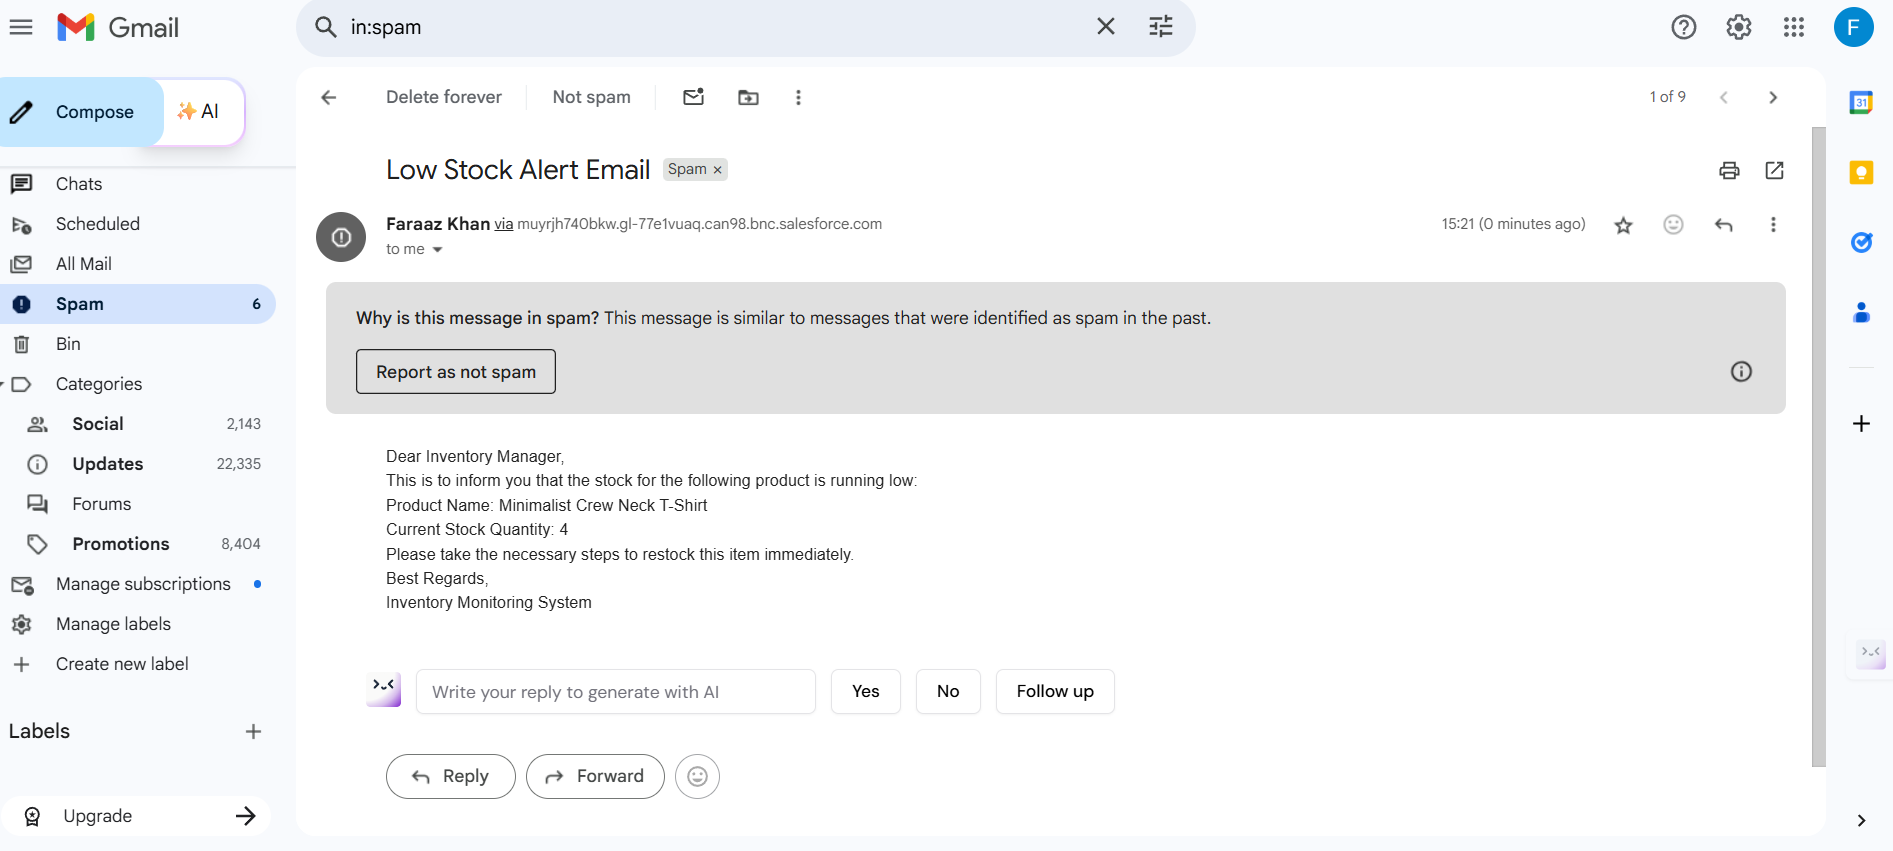 Gmail
in:spam
F
Compose
AI
Delete forever
Not spam
1 of 9
31
Chats
Scheduled
All Mail
Spam 6
Bin
Categories
Social 2,143
Updates 22,335
Forums
Promotions 8,404
Manage subscriptions
Manage labels
Create new label
Labels
Upgrade
Low Stock Alert Email Spam ×
Faraaz Khan via muyrjh740bkw.gl-77e1vuaq.can98.bnc.salesforce.com 15:21 (0 minutes ago)
to me
Why is this message in spam? This message is similar to messages that were identified as spam in the past.
Report as not spam
Dear Inventory Manager,
This is to inform you that the stock for the following product is running low:
Product Name: Minimalist Crew Neck T-Shirt
Current Stock Quantity: 4
Please take the necessary steps to restock this item immediately.
Best Regards,
Inventory Monitoring System
Write your reply to generate with AI Yes No Follow up
Reply Forward